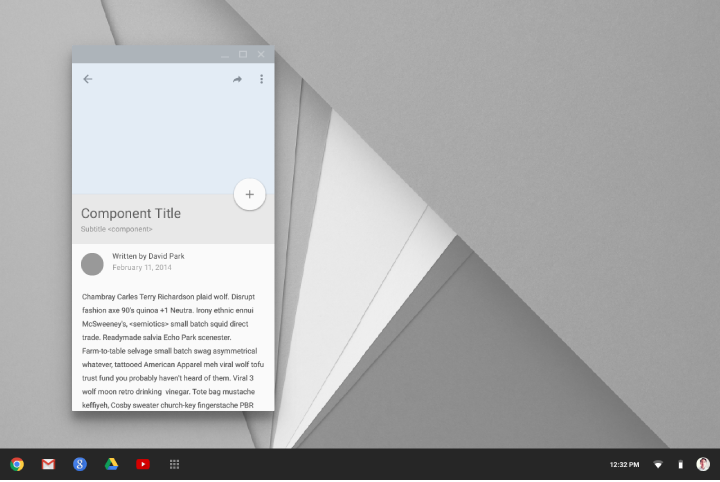 Component Title
Subtitle <component>
Written by David Park
February 11, 2014
Chambray Carles Terry Richardson plaid wolf. Disrupt
fashion axe 90's quinoa +1 Neutra. Irony ethnic ennui
McSweeney's, <semiotics> small batch squid direct
trade. Readymade salvia Echo Park scenester.
Farm-to-table selvage small batch swag asymmetrical
whatever, tattooed American Apparel meh viral wolf tofu
trust fund you probably haven't heard of them. Viral 3
wolf moon retro drinking  vinegar. Tote bag mustache
keffiyeh, Cosby sweater church-key fingerstache PBR
8
12:32 PM